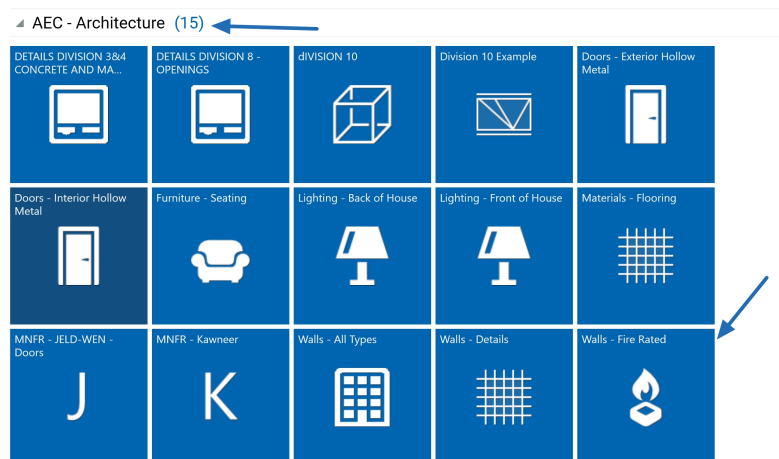 AEC - Architecture (15)
DETAILS DIVISION 3&4
CONCRETE AND MA...
DETAILS DIVISION 8 -
OPENINGS
dIVISION 10
Division 10 Example
Doors - Exterior Hollow
Metal
Doors - Interior Hollow
Metal
Furniture - Seating
Lighting - Back of House
Lighting - Front of House
Materials - Flooring
MNFR - JELD-WEN -
Doors
J
MNFR - Kawneer
K
Walls - All Types
Walls - Details
Walls - Fire Rated